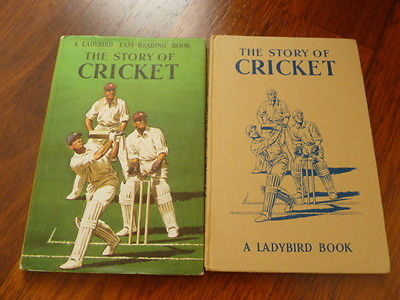 A LADYBIRD EASY-READING BOOK
THE STORY OF
CRICKET
THE STORY OF
CRICKET
A LADYBIRD BOOK